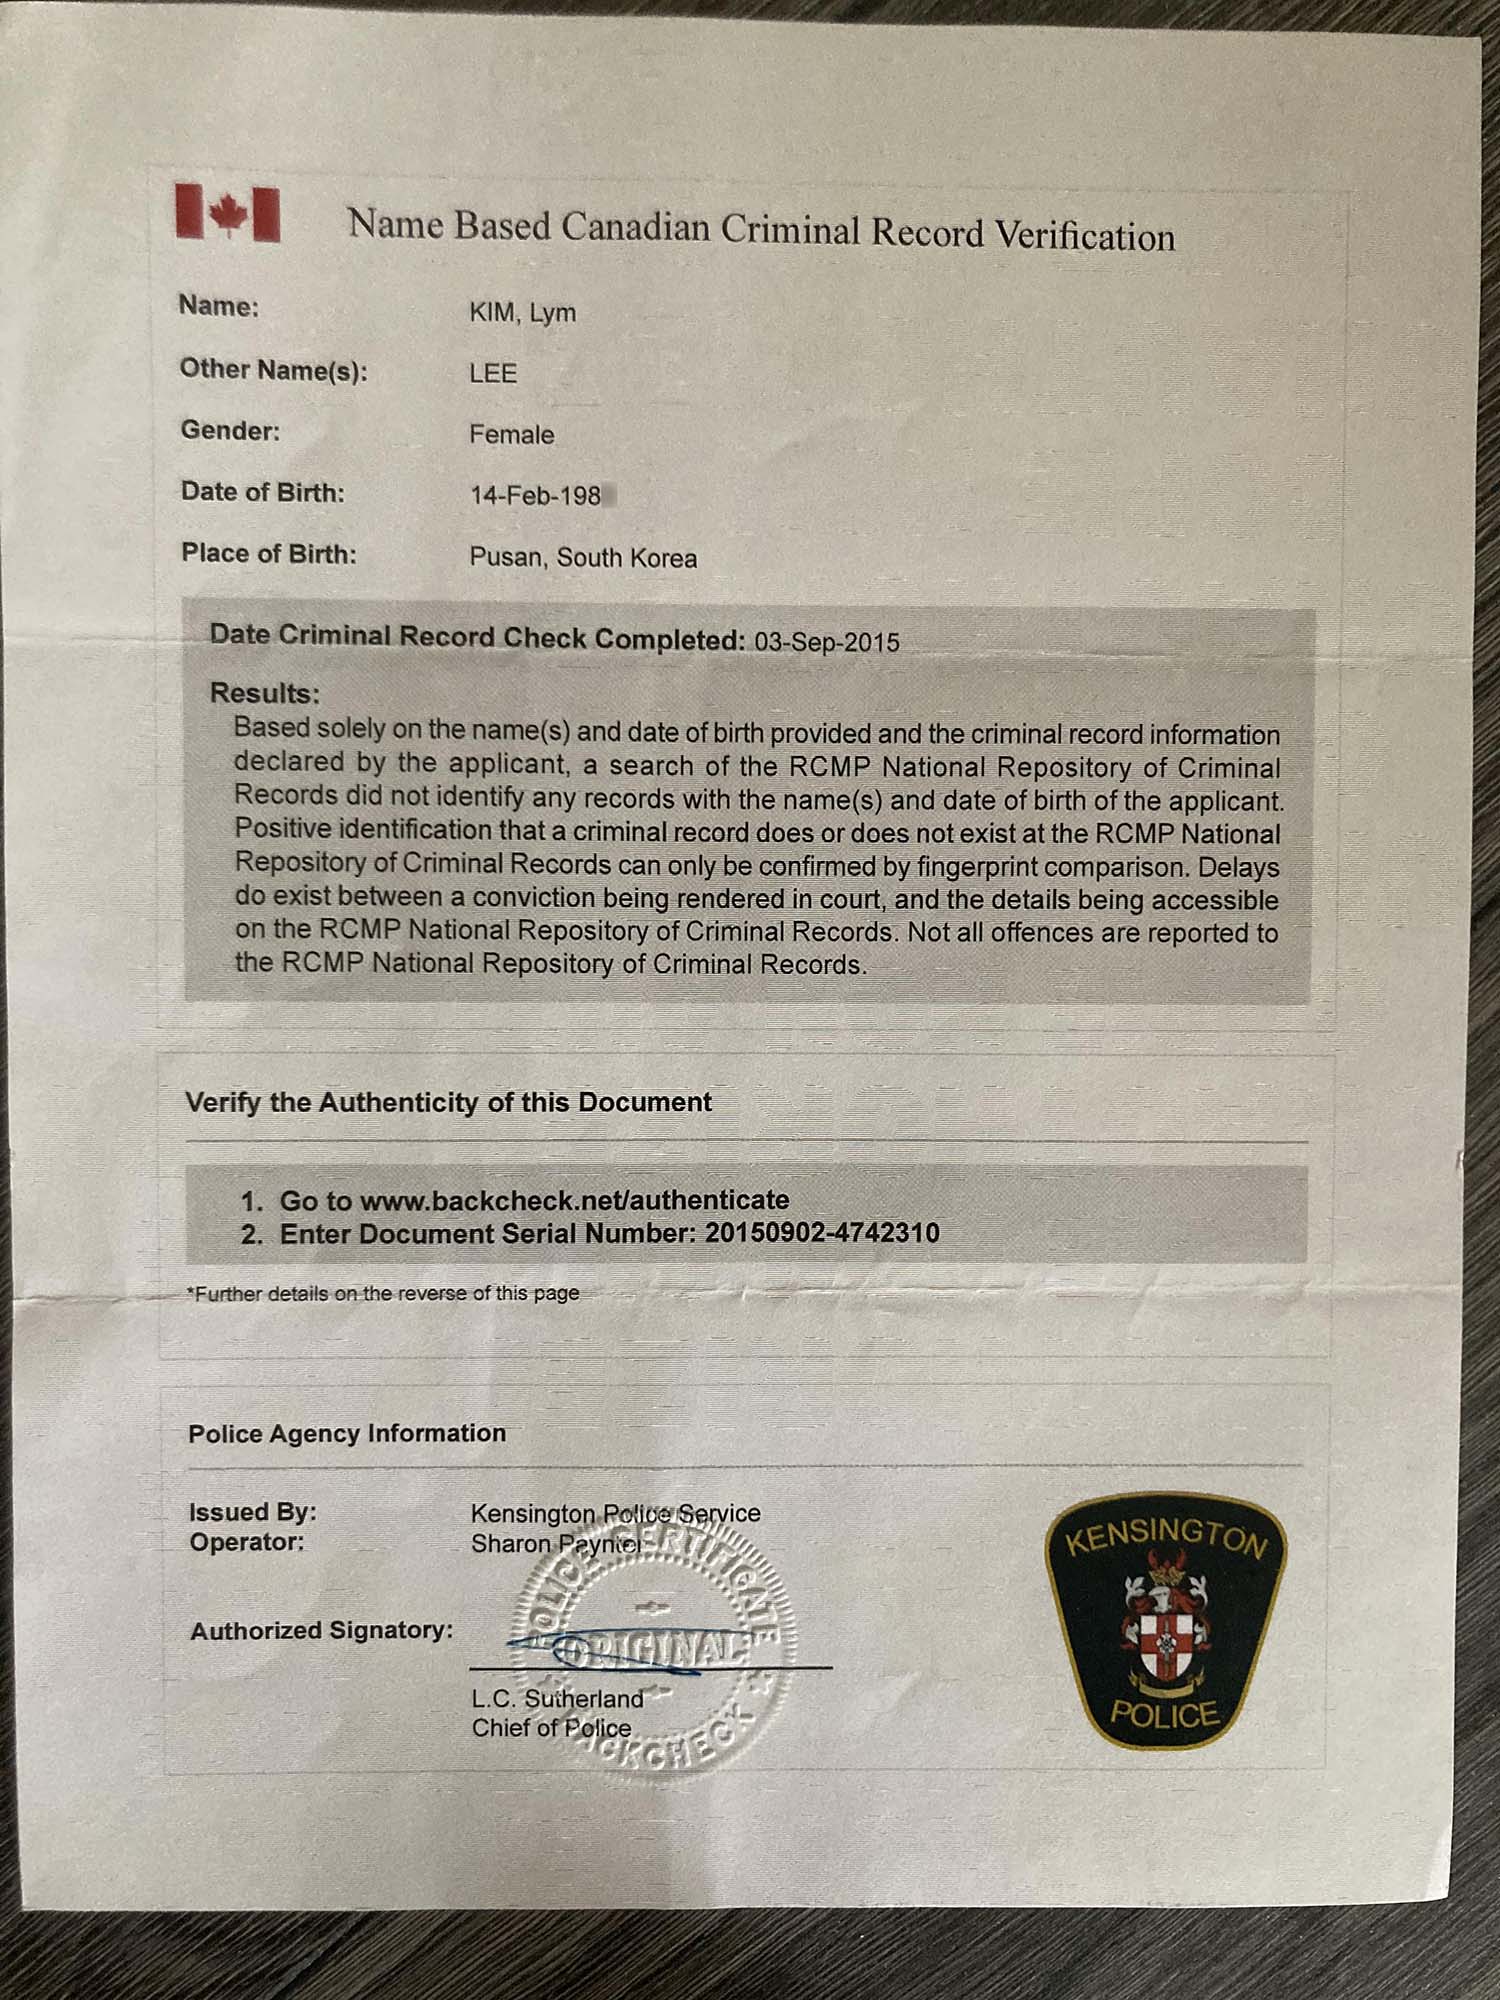 Name Based Canadian Criminal Record Verification
Name: KIM, Lym
Other Name(s): LEE
Gender: Female
Date of Birth: 14-Feb-198
Place of Birth: Pusan, South Korea
Date Criminal Record Check Completed: 03-Sep-2015
Results:
Based solely on the name(s) and date of birth provided and the criminal record information
declared by the applicant, a search of the RCMP National Repository of Criminal
Records did not identify any records with the name(s) and date of birth of the applicant.
Positive identification that a criminal record does or does not exist at the RCMP National
Repository of Criminal Records can only be confirmed by fingerprint comparison. Delays
do exist between a conviction being rendered in court, and the details being accessible
on the RCMP National Repository of Criminal Records. Not all offences are reported to
the RCMP National Repository of Criminal Records.
Verify the Authenticity of this Document
1. Go to www.backcheck.net/authenticate
2. Enter Document Serial Number: 20150902-4742310
*Further details on the reverse of this page
Police Agency Information
Issued By: Kensington Police Service
Operator: Sharon Paynter
Authorized Signatory:
L.C. Sutherland
Chief of Police
POLICE CERTIFICATE
ORIGINAL
BACKCHECK
KENSINGTON
POLICE